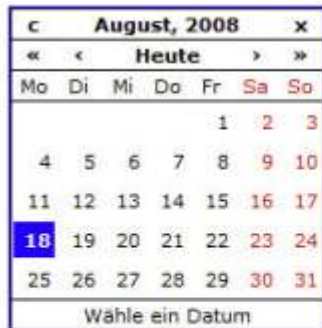 c August, 2008 x
« ‹ Heute › »
Mo Di Mi Do Fr Sa So
1 2 3
4 5 6 7 8 9 10
11 12 13 14 15 16 17
18 19 20 21 22 23 24
25 26 27 28 29 30 31
Wähle ein Datum